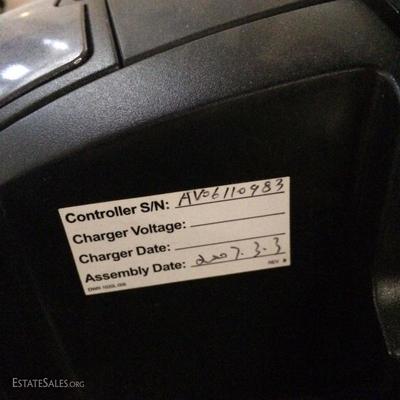 Controller S/N: AV06110983
Charger Voltage:
Charger Date:
Assembly Date: 2007.3.3
REV B
ESTATESALES.ORG